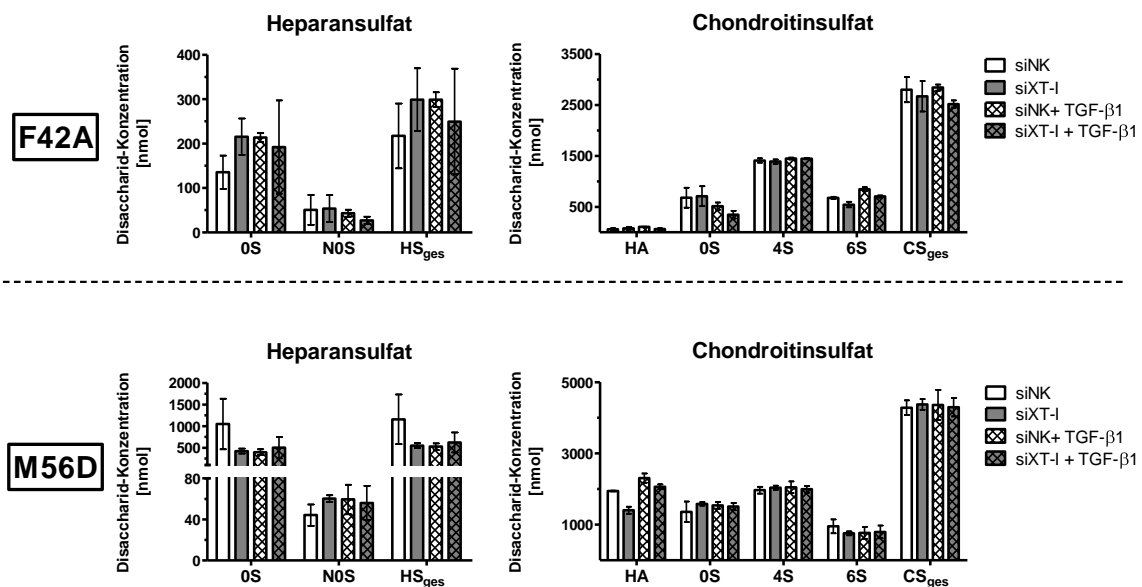 Heparansulfat
Chondroitinsulfat
F42A
Disaccharid-Konzentration
[nmol]
400
300
200
100
0
0S N0S HSges
Disaccharid-Konzentration
[nmol]
3500
2500
1500
500
HA 0S 4S 6S CSges
siNK
siXT-I
siNK+ TGF-β1
siXT-I + TGF-β1
Heparansulfat
Chondroitinsulfat
M56D
Disaccharid-Konzentration
[nmol]
2000
1500
1000
500
80
40
0
0S N0S HSges
Disaccharid-Konzentration
[nmol]
5000
3000
1000
HA 0S 4S 6S CSges
siNK
siXT-I
siNK+ TGF-β1
siXT-I + TGF-β1